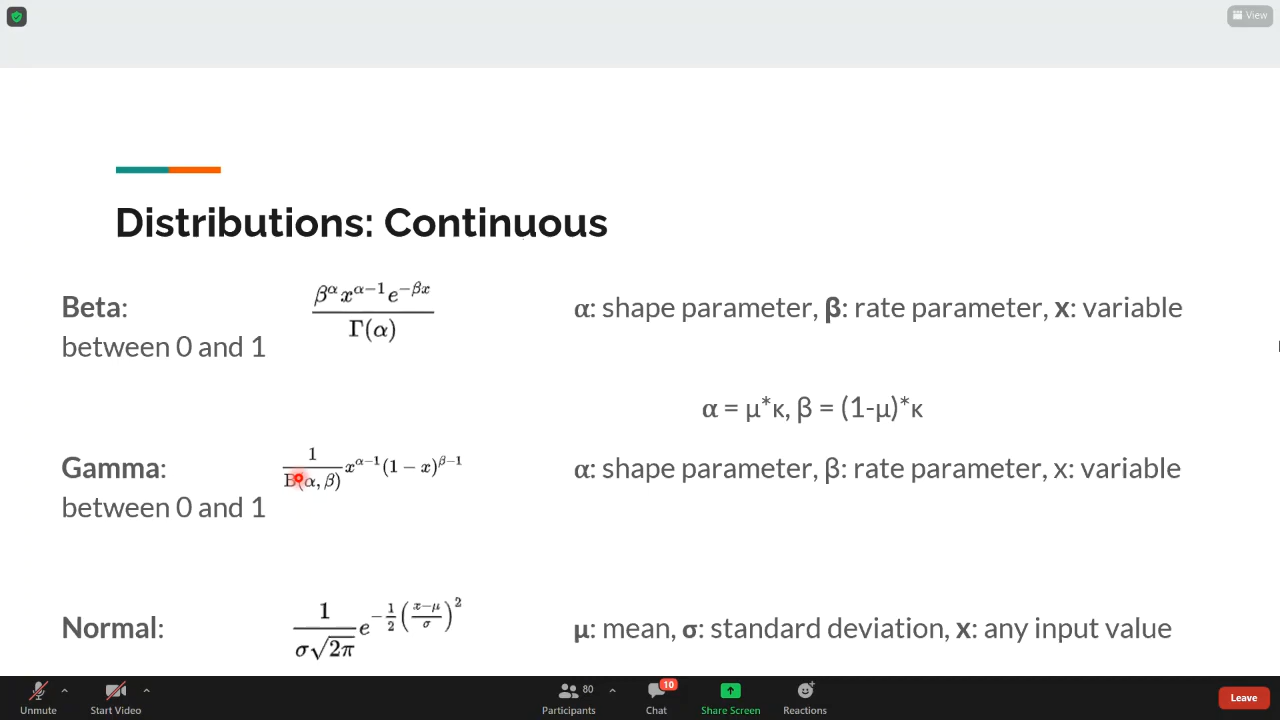 View
Distributions: Continuous
Beta: β^α x^(α−1) e^(−βx) / Γ(α) α: shape parameter, β: rate parameter, x: variable
between 0 and 1
α = μ*κ, β = (1-μ)*κ
Gamma: 1 / B(α, β) x^(α−1) (1 − x)^(β−1) α: shape parameter, β: rate parameter, x: variable
between 0 and 1
Normal: 1 / σ√2π e^(−1/2 ((x−μ)/σ)^2) μ: mean, σ: standard deviation, x: any input value
80 10
Unmute Start Video Participants Chat Share Screen Reactions Leave